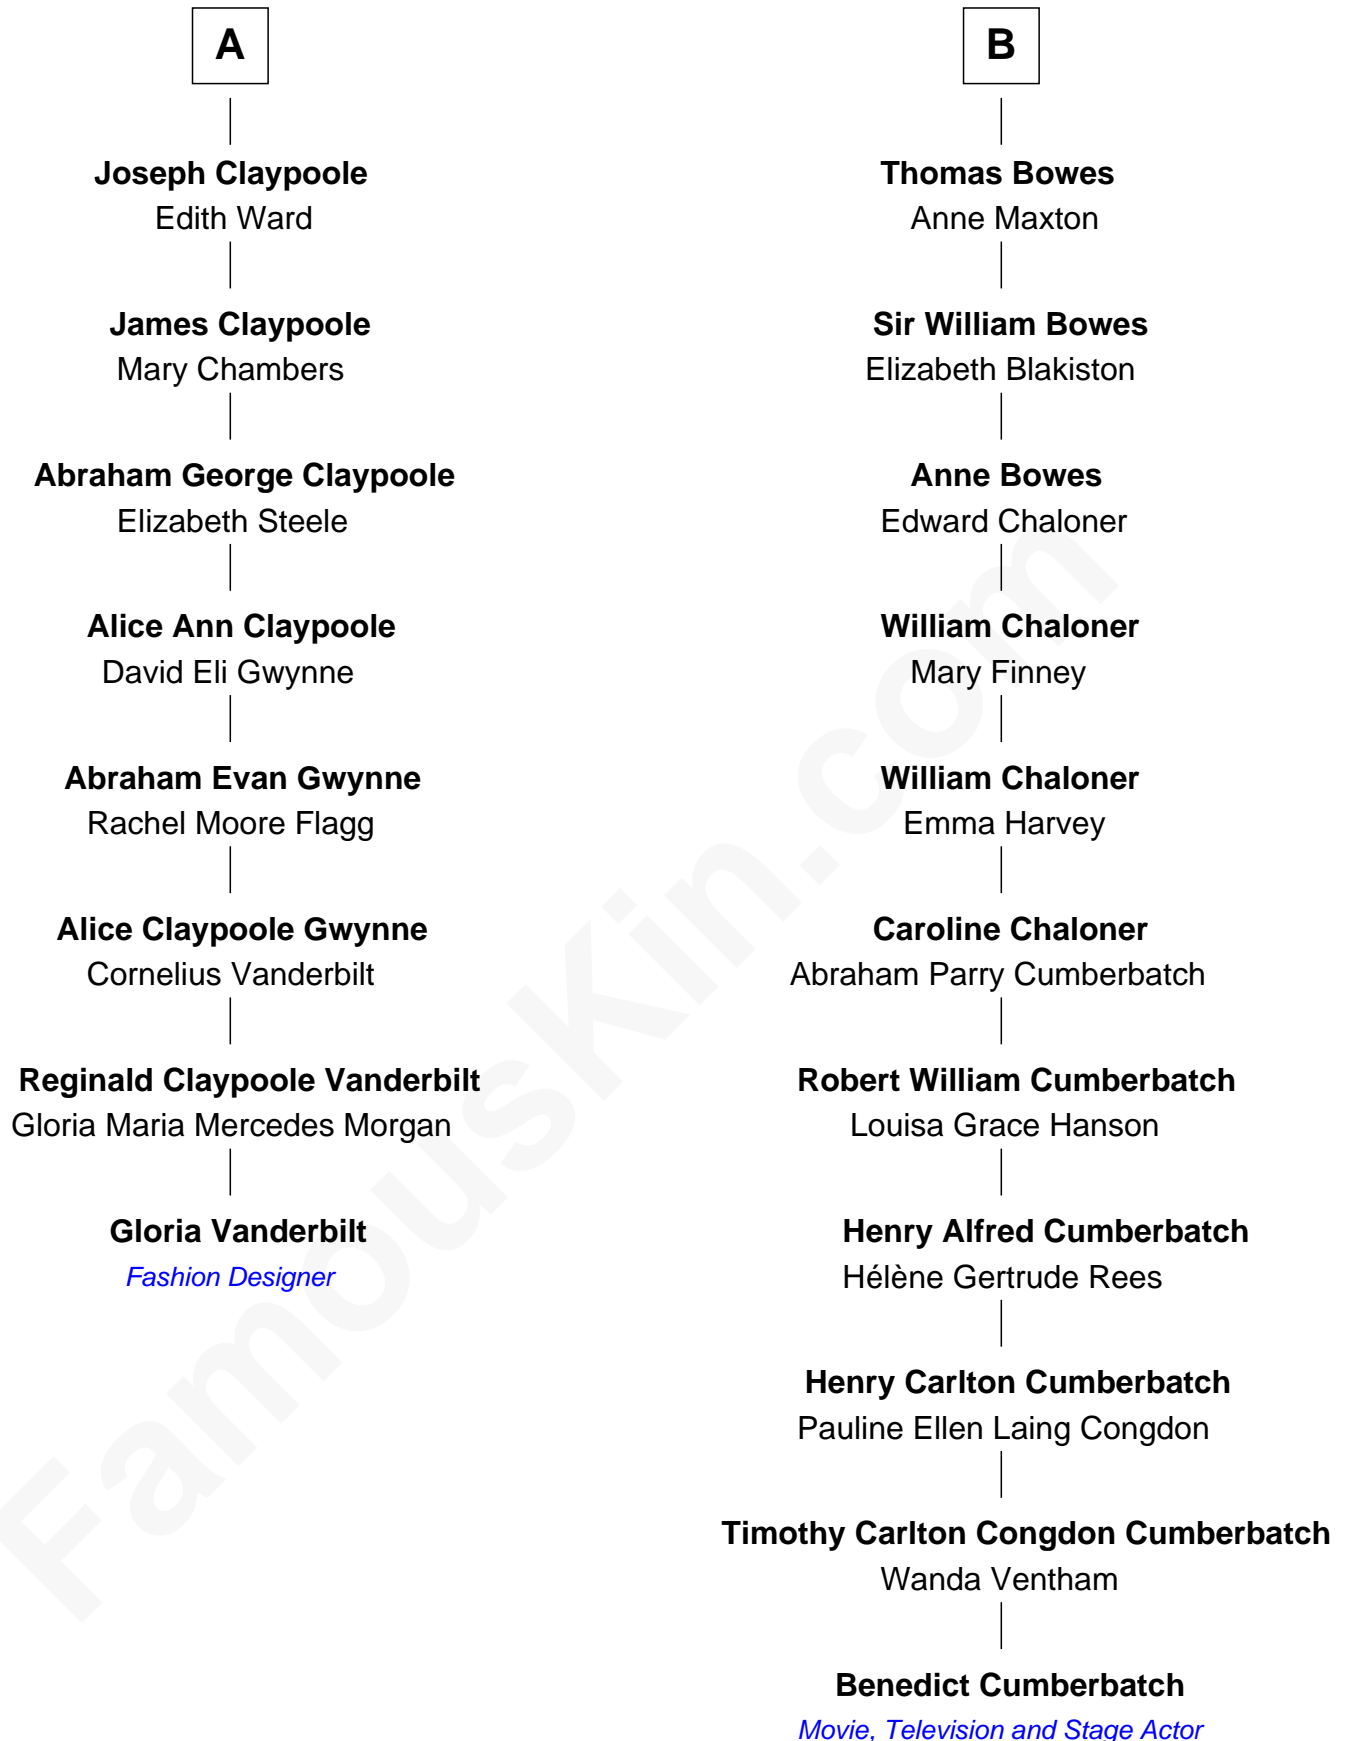 A
Joseph Claypoole
Edith Ward
James Claypoole
Mary Chambers
Abraham George Claypoole
Elizabeth Steele
Alice Ann Claypoole
David Eli Gwynne
Abraham Evan Gwynne
Rachel Moore Flagg
Alice Claypoole Gwynne
Cornelius Vanderbilt
Reginald Claypoole Vanderbilt
Gloria Maria Mercedes Morgan
Gloria Vanderbilt
Fashion Designer
B
Thomas Bowes
Anne Maxton
Sir William Bowes
Elizabeth Blakiston
Anne Bowes
Edward Chaloner
William Chaloner
Mary Finney
William Chaloner
Emma Harvey
Caroline Chaloner
Abraham Parry Cumberbatch
Robert William Cumberbatch
Louisa Grace Hanson
Henry Alfred Cumberbatch
Hélène Gertrude Rees
Henry Carlton Cumberbatch
Pauline Ellen Laing Congdon
Timothy Carlton Congdon Cumberbatch
Wanda Ventham
Benedict Cumberbatch
Movie, Television and Stage Actor
FamousKin.com